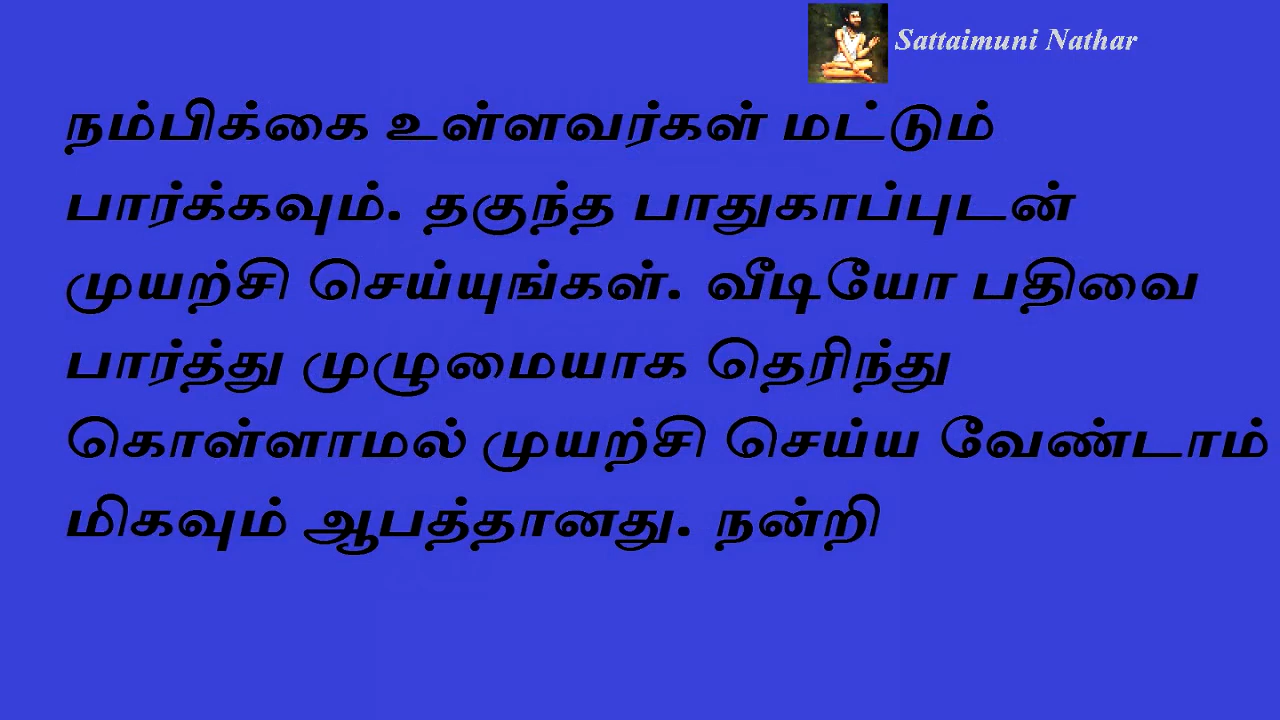 Sattaimuni Nathar
நம்பிக்கை உள்ளவர்கள் மட்டும்
பார்க்கவும். தகுந்த பாதுகாப்புடன்
முயற்சி செய்யுங்கள். வீடியோ பதிவை
பார்த்து முழுமையாக தெரிந்து
கொள்ளாமல் முயற்சி செய்ய வேண்டாம்
மிகவும் ஆபத்தானது. நன்றி